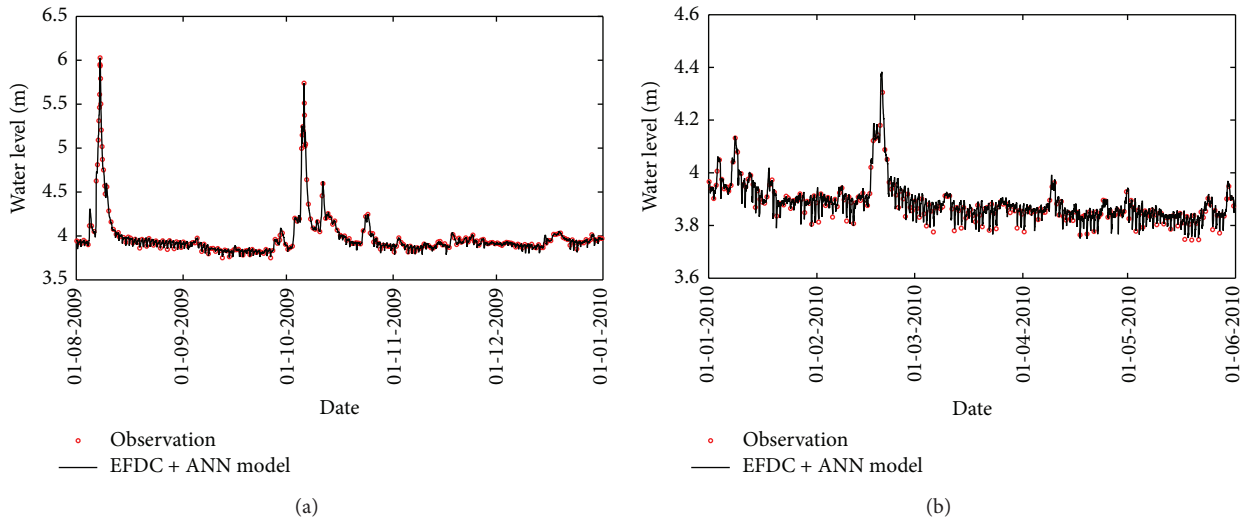 6.5
6
5.5
5
4.5
4
3.5
Water level (m)
01-08-2009
01-09-2009
01-10-2009
01-11-2009
01-12-2009
01-01-2010
Date
Observation
EFDC + ANN model
(a)
4.6
4.4
4.2
4
3.8
3.6
Water level (m)
01-01-2010
01-02-2010
01-03-2010
01-04-2010
01-05-2010
01-06-2010
Date
Observation
EFDC + ANN model
(b)